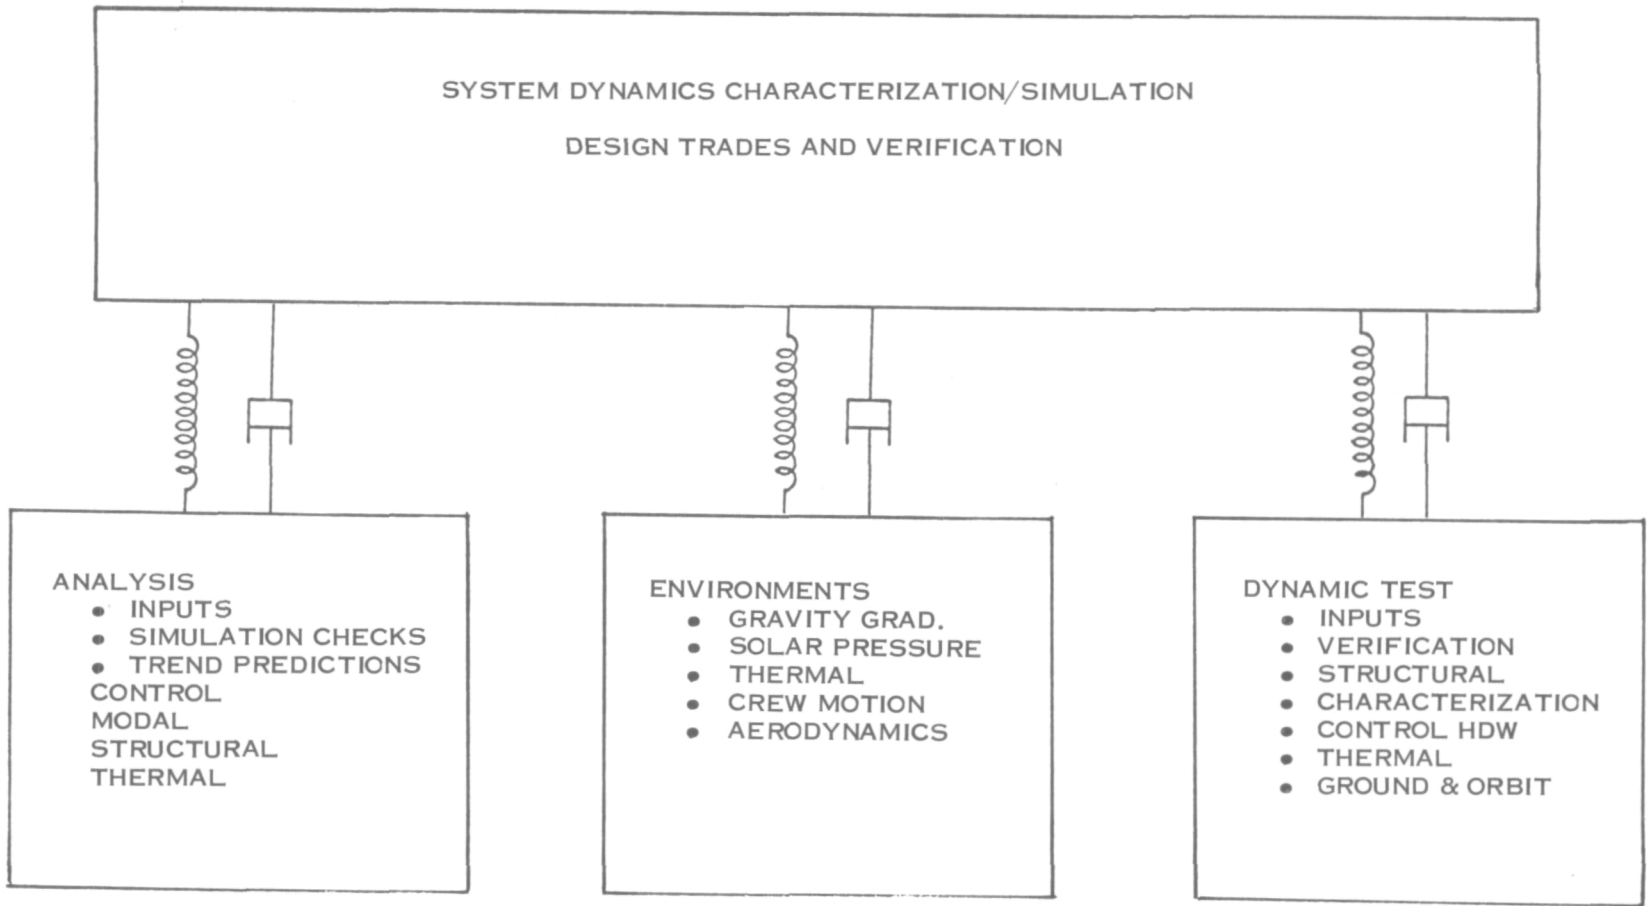 SYSTEM DYNAMICS CHARACTERIZATION/SIMULATION
DESIGN TRADES AND VERIFICATION
ANALYSIS
• INPUTS
• SIMULATION CHECKS
• TREND PREDICTIONS
CONTROL
MODAL
STRUCTURAL
THERMAL
ENVIRONMENTS
• GRAVITY GRAD.
• SOLAR PRESSURE
• THERMAL
• CREW MOTION
• AERODYNAMICS
DYNAMIC TEST
• INPUTS
• VERIFICATION
• STRUCTURAL
• CHARACTERIZATION
• CONTROL HDW
• THERMAL
• GROUND & ORBIT